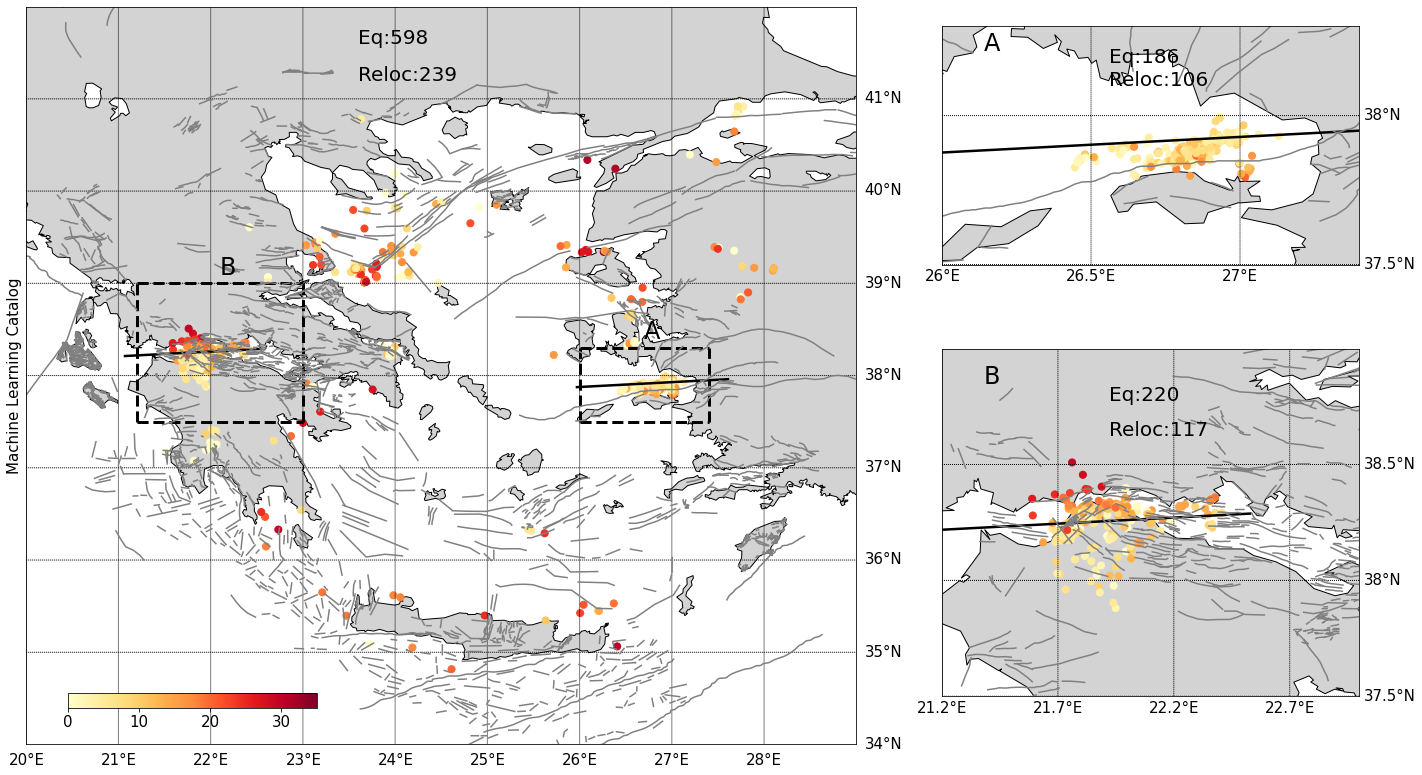 Machine Learning Catalog
Eq:598
Reloc:239
B
A
0 10 20 30
41°N
40°N
39°N
38°N
37°N
36°N
35°N
34°N
20°E 21°E 22°E 23°E 24°E 25°E 26°E 27°E 28°E
A
Eq:186
Reloc:106
38°N
37.5°N
26°E 26.5°E 27°E
B
Eq:220
Reloc:117
38.5°N
38°N
37.5°N
21.2°E 21.7°E 22.2°E 22.7°E